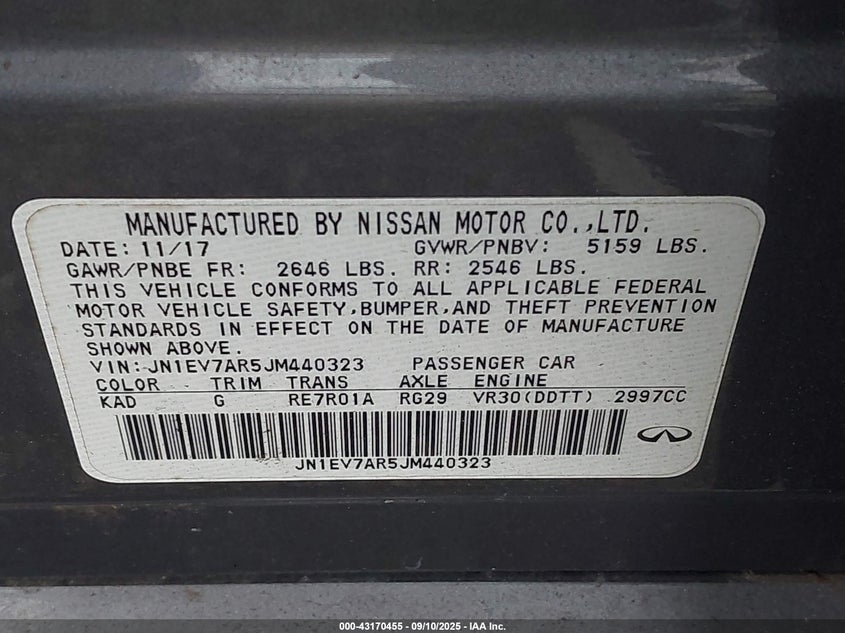 MANUFACTURED BY NISSAN MOTOR CO.,LTD.
DATE: 11/17 GVWR/PNBV: 5159 LBS.
GAWR/PNBE FR: 2646 LBS. RR: 2546 LBS.
THIS VEHICLE CONFORMS TO ALL APPLICABLE FEDERAL
MOTOR VEHICLE SAFETY,BUMPER,AND THEFT PREVENTION
STANDARDS IN EFFECT ON THE DATE OF MANUFACTURE
SHOWN ABOVE.
VIN:JN1EV7AR5JM440323 PASSENGER CAR
COLOR TRIM TRANS AXLE ENGINE
KAD G RE7R01A RG29 VR30(DDTT) 2997CC
JN1EV7AR5JM440323
000-43170455 - 09/10/2025 - IAA Inc.